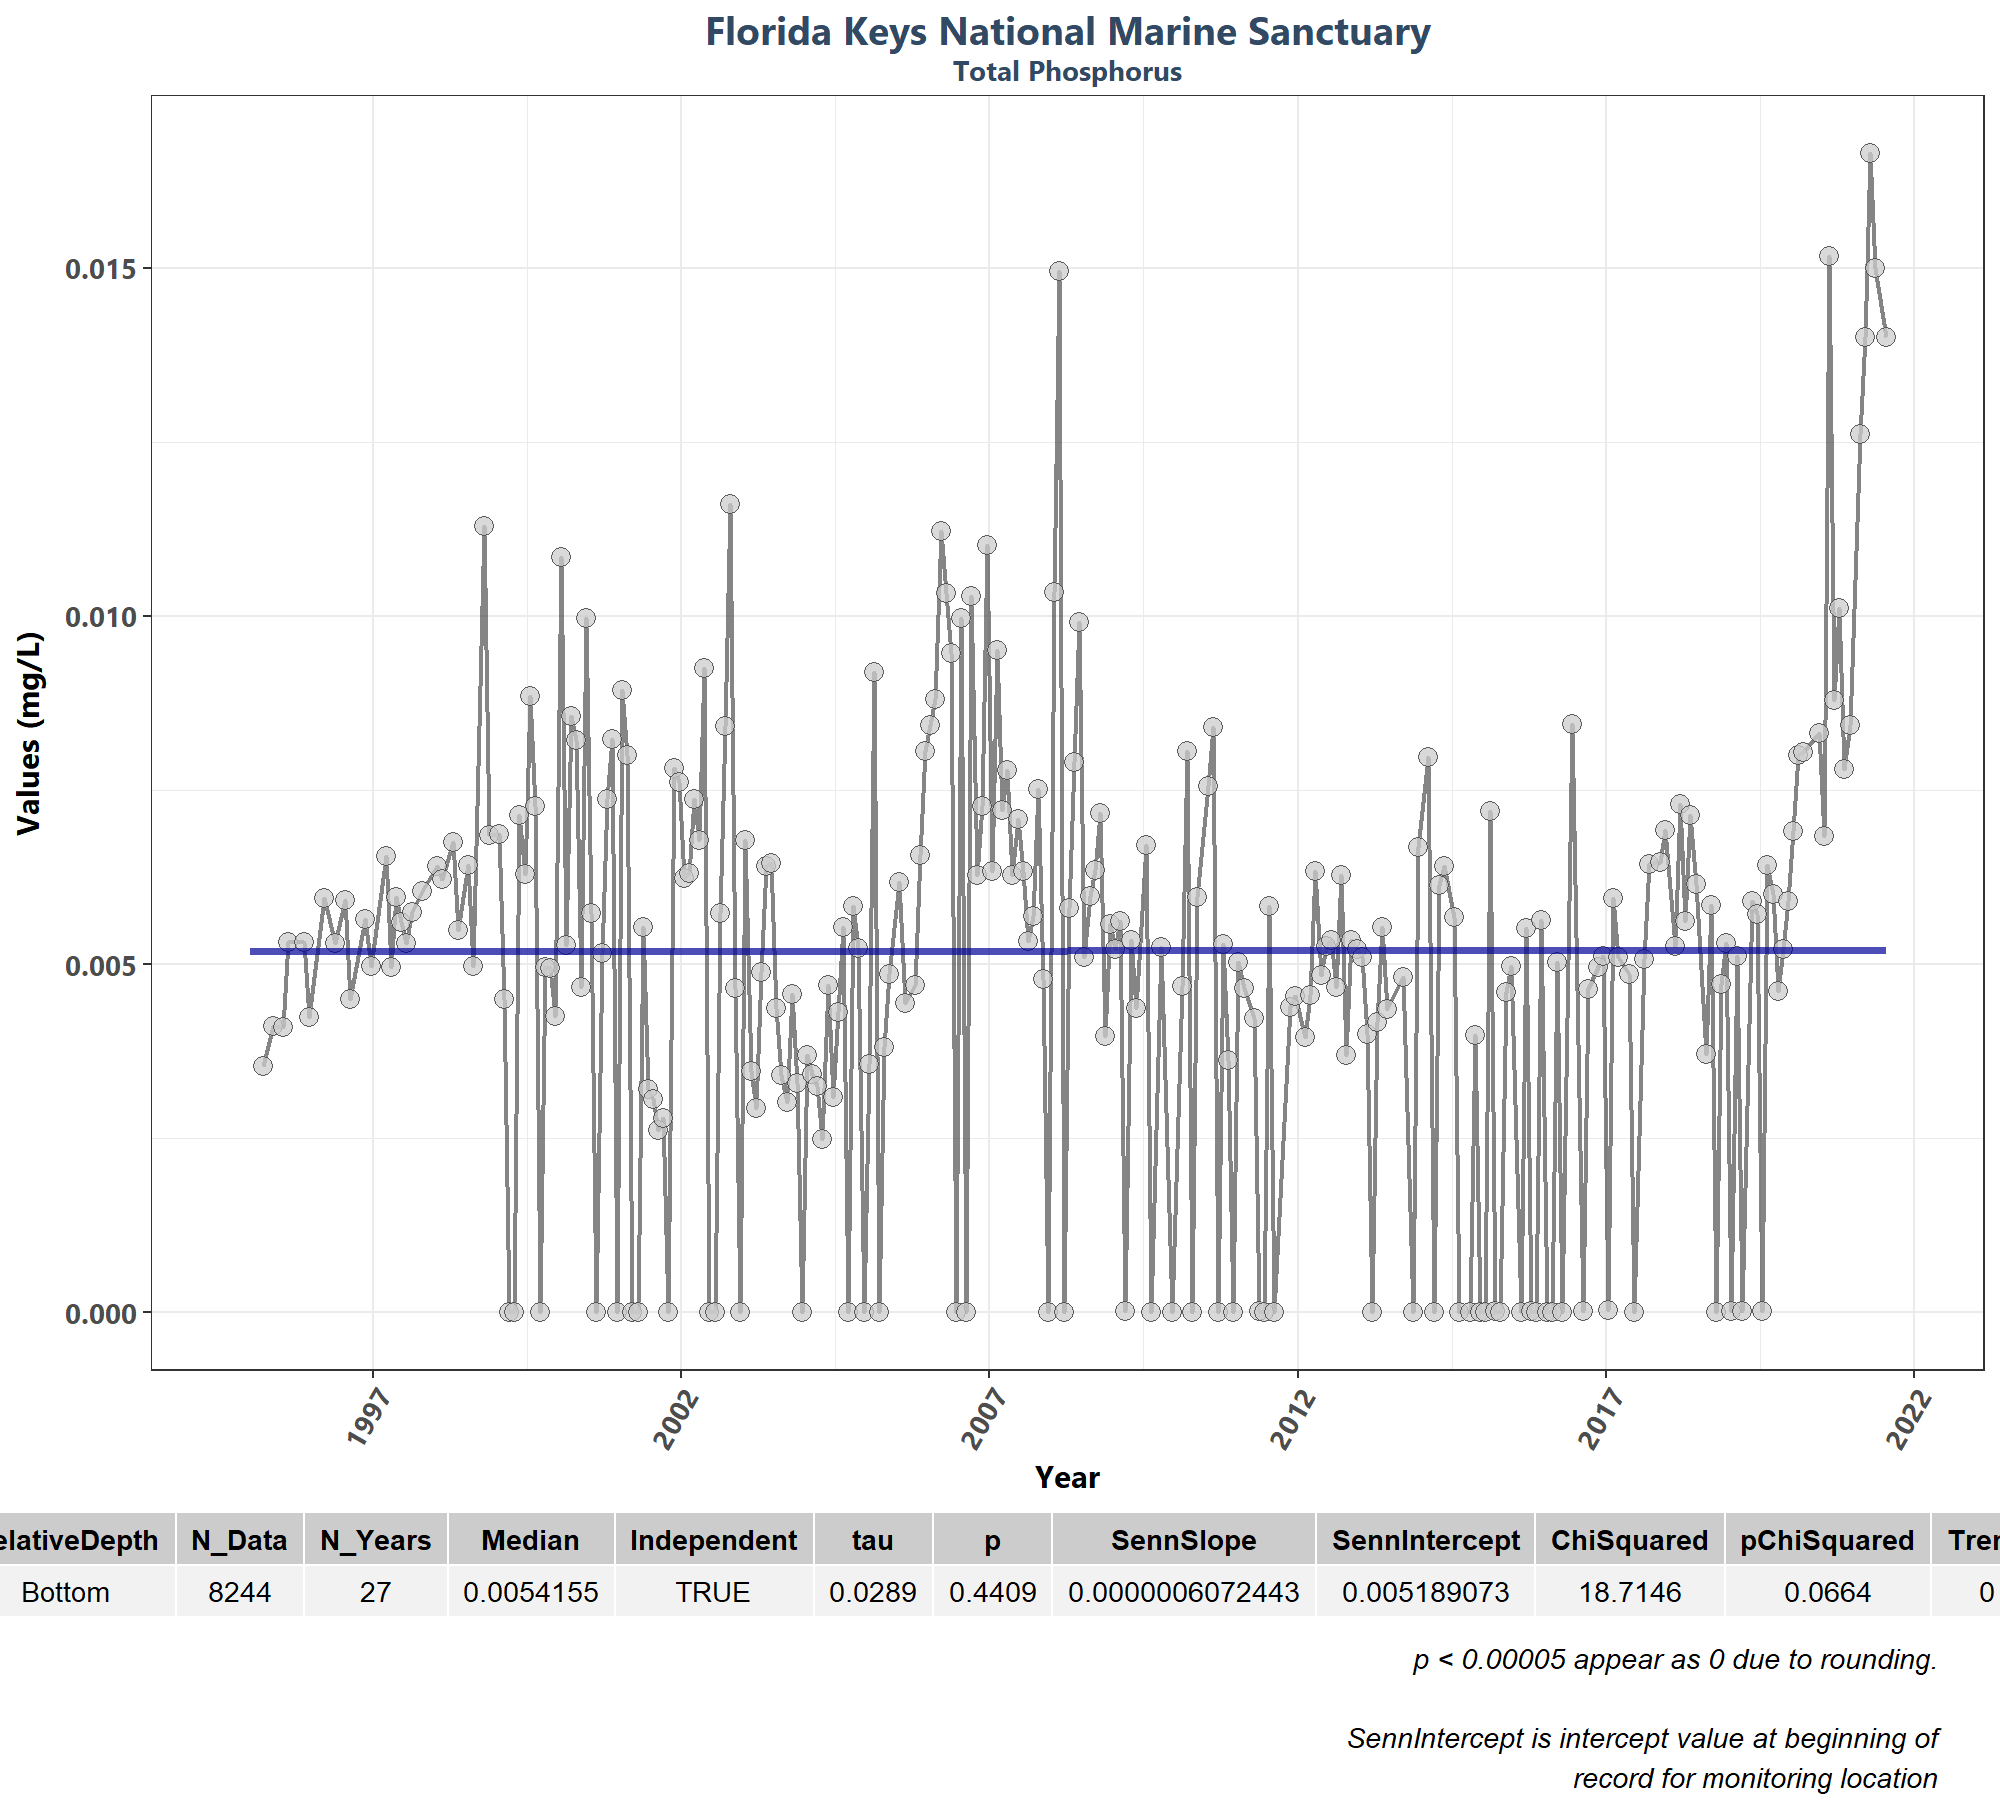 Florida Keys National Marine Sanctuary
Total Phosphorus
Values (mg/L)
0.015
0.010
0.005
0.000
1997 2002 2007 2012 2017 2022
Year
elativeDepth N_Data N_Years Median Independent tau p SennSlope SennIntercept ChiSquared pChiSquared Tren
Bottom 8244 27 0.0054155 TRUE 0.0289 0.4409 0.0000006072443 0.005189073 18.7146 0.0664 0
p < 0.00005 appear as 0 due to rounding.
SennIntercept is intercept value at beginning of
record for monitoring location